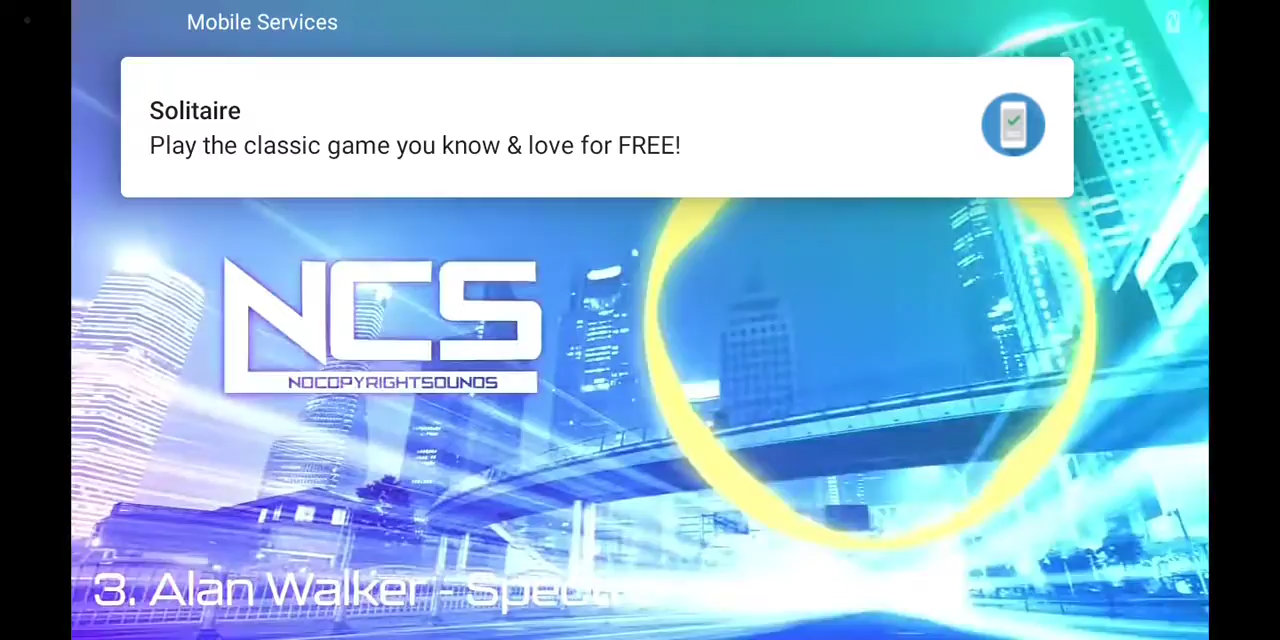 Mobile Services
Solitaire
Play the classic game you know & love for FREE!
NCS
NOCOPYRIGHTSOUNDS
3. Alan Walker -